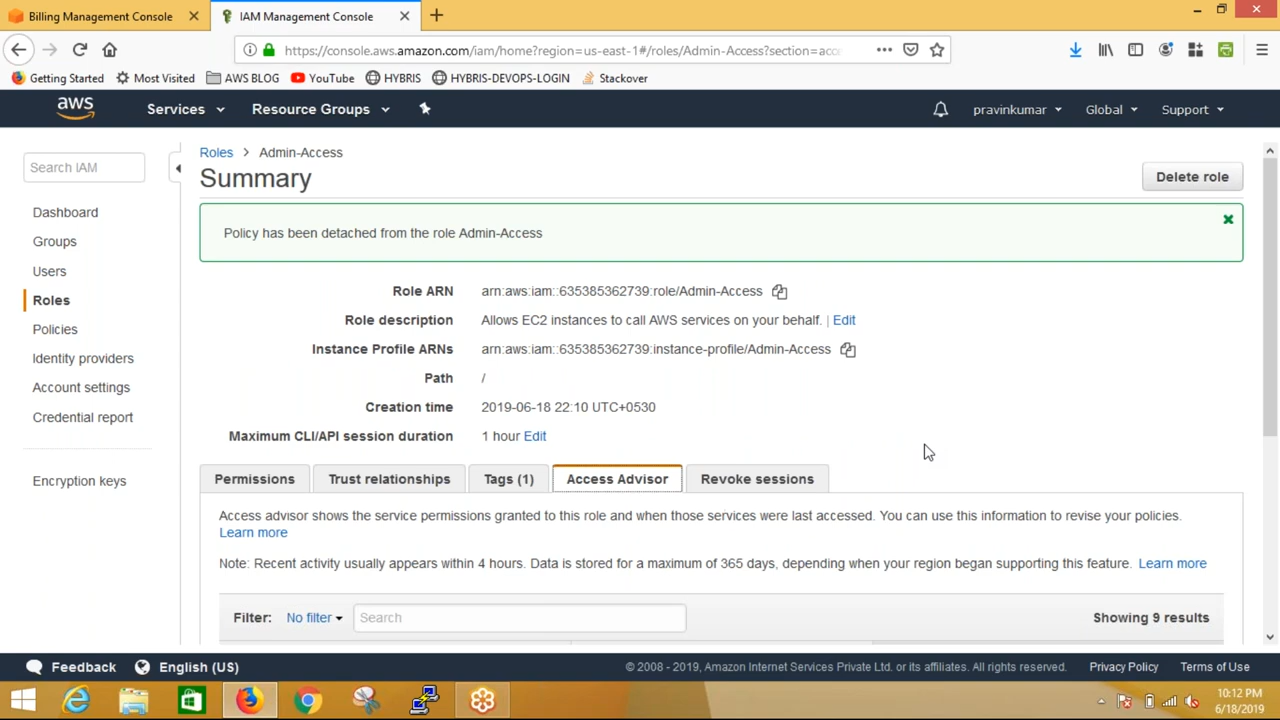 Billing Management Console
IAM Management Console
https://console.aws.amazon.com/iam/home?region=us-east-1#/roles/Admin-Access?section=acc
Getting Started
Most Visited
AWS BLOG
YouTube
HYBRIS
HYBRIS-DEVOPS-LOGIN
Stackover
aws
Services
Resource Groups
pravinkumar
Global
Support
Search IAM
Dashboard
Groups
Users
Roles
Policies
Identity providers
Account settings
Credential report
Encryption keys
Roles > Admin-Access
Summary
Delete role
Policy has been detached from the role Admin-Access
Role ARN arn:aws:iam::635385362739:role/Admin-Access
Role description Allows EC2 instances to call AWS services on your behalf. | Edit
Instance Profile ARNs arn:aws:iam::635385362739:instance-profile/Admin-Access
Path /
Creation time 2019-06-18 22:10 UTC+0530
Maximum CLI/API session duration 1 hour Edit
Permissions
Trust relationships
Tags (1)
Access Advisor
Revoke sessions
Access advisor shows the service permissions granted to this role and when those services were last accessed. You can use this information to revise your policies.
Learn more
Note: Recent activity usually appears within 4 hours. Data is stored for a maximum of 365 days, depending when your region began supporting this feature. Learn more
Filter: No filter Search Showing 9 results
Feedback
English (US)
© 2008 - 2019, Amazon Internet Services Private Ltd. or its affiliates. All rights reserved.
Privacy Policy
Terms of Use
10:12 PM
6/18/2019